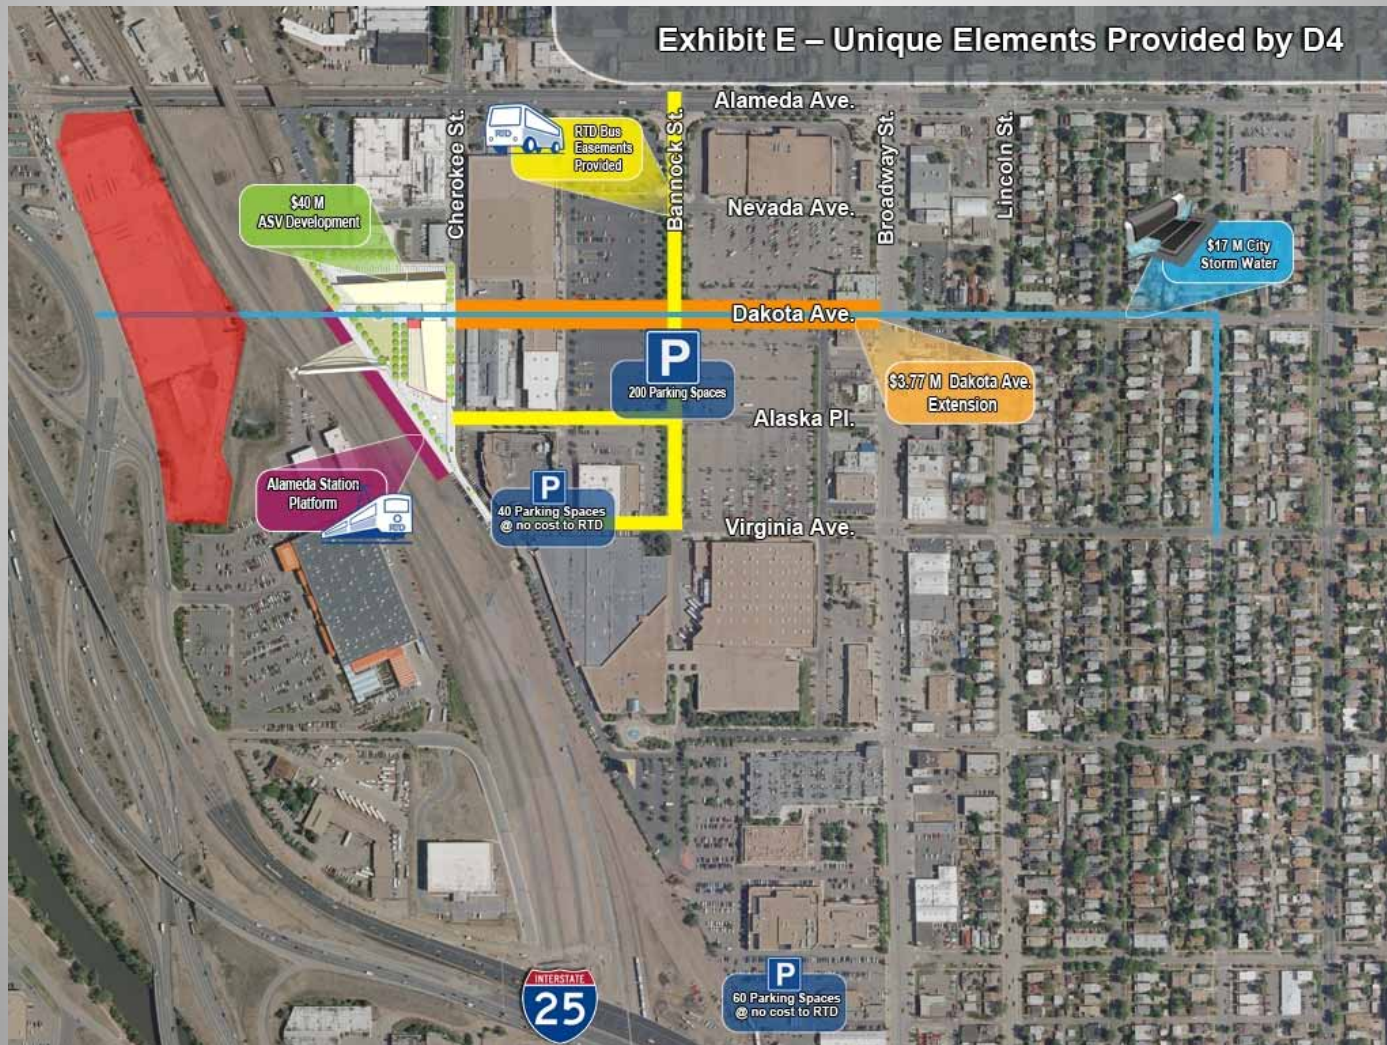 Exhibit E – Unique Elements Provided by D4
Alameda Ave.
Cherokee St.
RTD
RTD Bus
Easements
Provided
Bannock St.
Broadway St.
Lincoln St.
$40 M
ASV Development
Nevada Ave.
$17 M City
Storm Water
Dakota Ave.
P
200 Parking Spaces
$3.77 M Dakota Ave.
Extension
Alaska Pl.
Alameda Station
Platform
RTD
P
40 Parking Spaces
@ no cost to RTD
Virginia Ave.
INTERSTATE
25
P
60 Parking Spaces
@ no cost to RTD